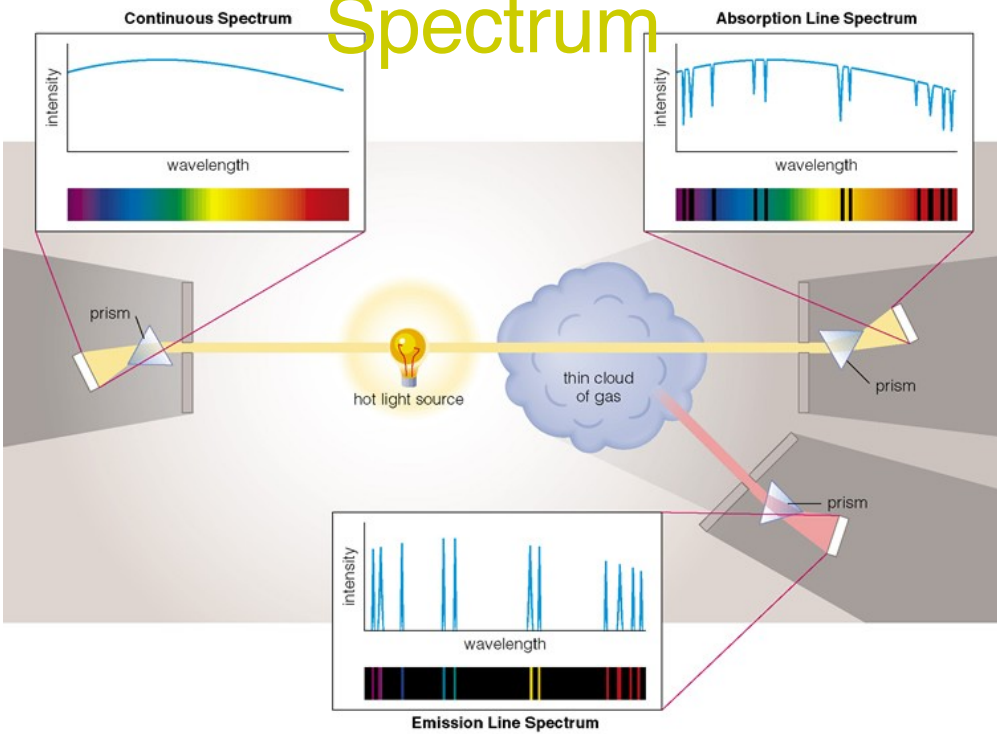 Spectrum
Continuous Spectrum
intensity
wavelength
Absorption Line Spectrum
intensity
wavelength
prism
hot light source
thin cloud
of gas
prism
prism
intensity
wavelength
Emission Line Spectrum